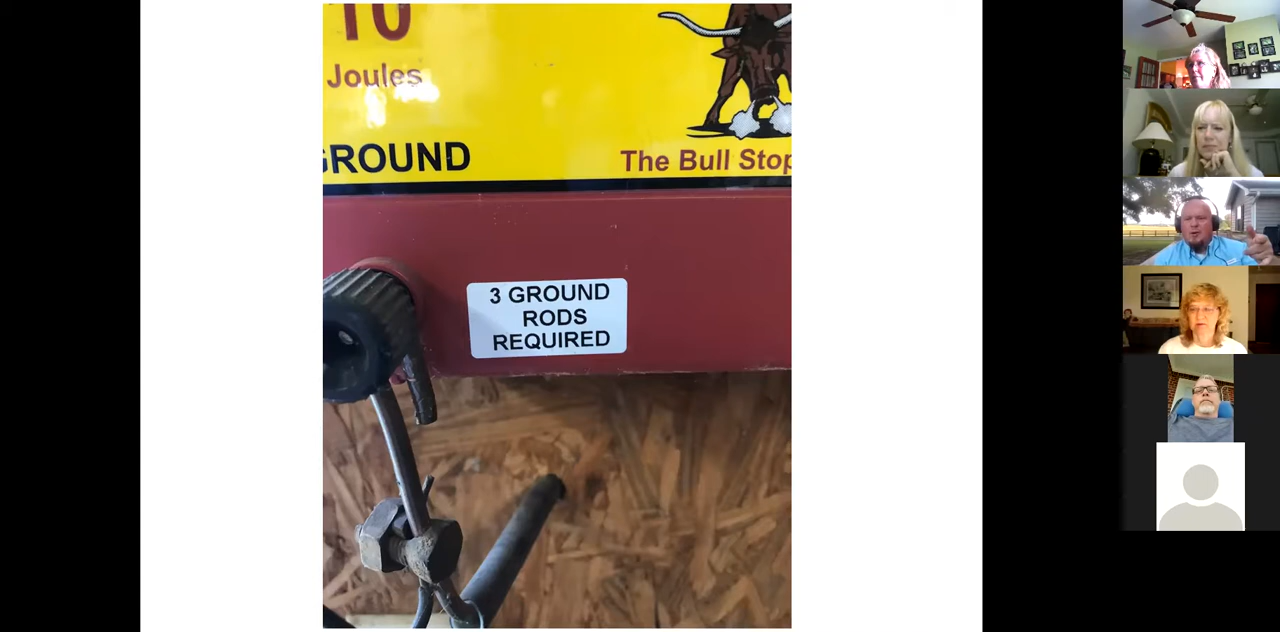 10
Joules
GROUND
The Bull Stop
3 GROUND
RODS
REQUIRED